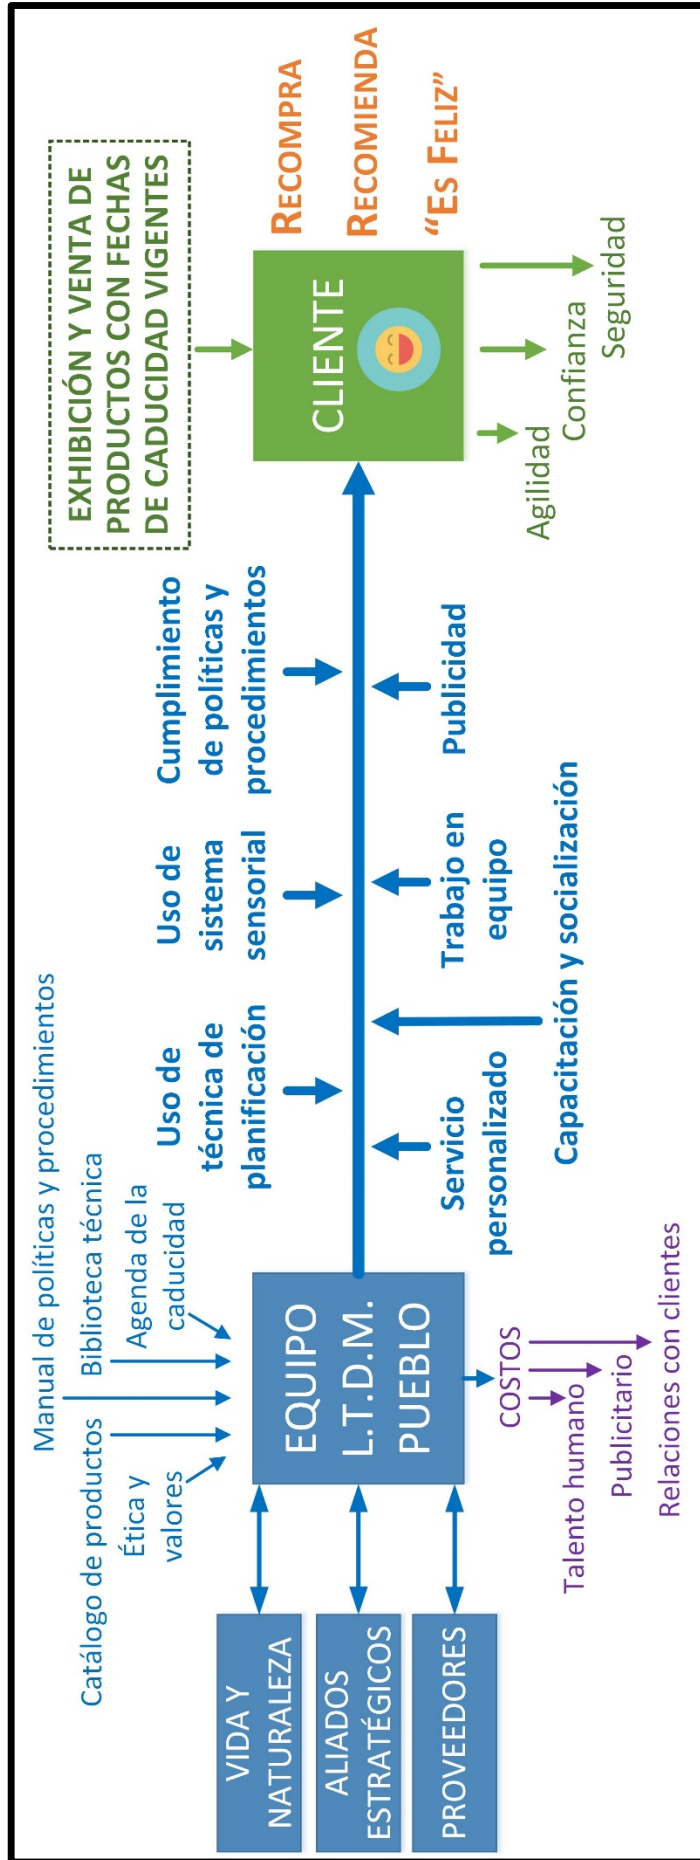 VIDA Y
NATURALEZA
ALIADOS
ESTRATÉGICOS
PROVEEDORES
Catálogo de productos
Ética y
valores
Manual de políticas y procedimientos
Biblioteca técnica
Agenda de la
caducidad
EQUIPO
L.T.D.M.
PUEBLO
COSTOS
Talento humano
Publicitario
Relaciones con clientes
Uso de
técnica de
planificación
Uso de
sistema
sensorial
Cumplimiento
de políticas y
procedimientos
Servicio
personalizado
Capacitación y socialización
Trabajo en
equipo
Publicidad
EXHIBICIÓN Y VENTA DE
PRODUCTOS CON FECHAS
DE CADUCIDAD VIGENTES
CLIENTE
Agilidad
Confianza
Seguridad
RECOMPRA
RECOMIENDA
“ES FELIZ”